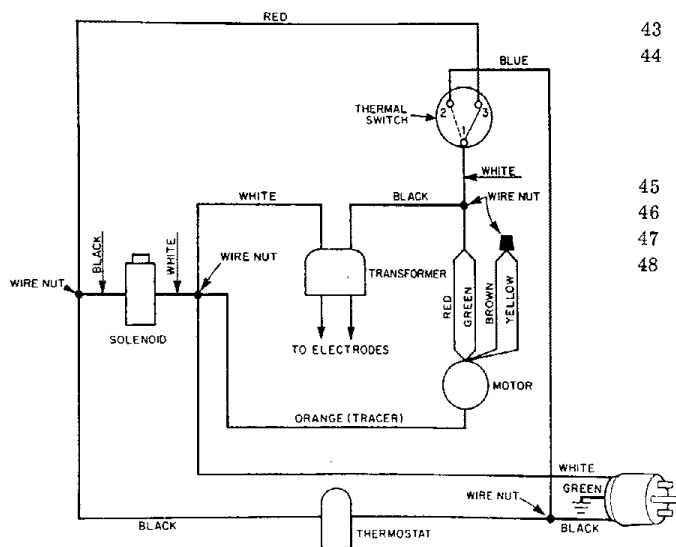 RED
43
44
BLUE
THERMAL
SWITCH
2
3
1
WHITE
45
46
47
48
WHITE
BLACK
WIRE NUT
BLACK
WHITE
WIRE NUT
TRANSFORMER
WIRE NUT
RED
GREEN
BROWN
YELLOW
SOLENOID
TO ELECTRODES
MOTOR
ORANGE (TRACER)
WHITE
GREEN
WIRE NUT
BLACK
BLACK
THERMOSTAT